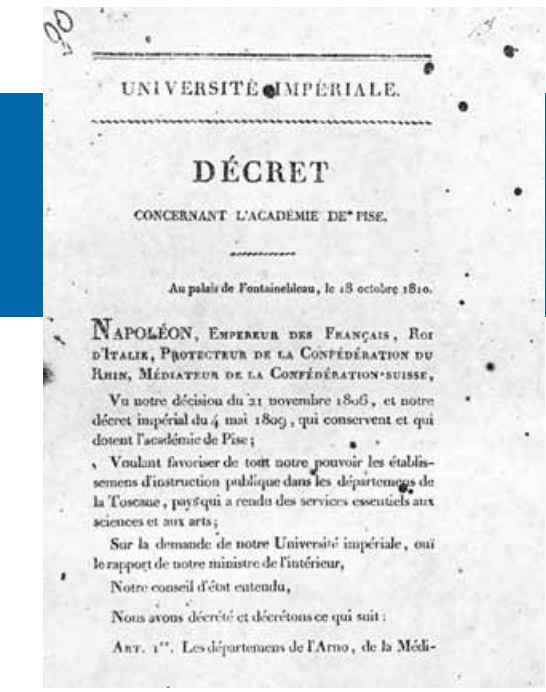 UNIVERSITÉ IMPÉRIALE.
DÉCRET
CONCERNANT L'ACADÉMIE DE PISE.
Au palais de Fontainebleau, le 18 octobre 1810.
NAPOLÉON, EMPEREUR DES FRANÇAIS, ROI
D'ITALIE, PROTECTEUR DE LA CONFÉDÉRATION DU
RHIN, MÉDIATEUR DE LA CONFÉDÉRATION SUISSE,
Vu notre décision du 21 novembre 1806, et notre
décret impérial du 4 mai 1809, qui conservent et qui
dotent l'académie de Pise;
Voulant favoriser de tout notre pouvoir les établis-
semens d'instruction publique dans les départemens de
la Toscane, pays qui a rendu des services essentiels aux
sciences et aux arts;
Sur la demande de notre Université impériale, ouï
le rapport de notre ministre de l'intérieur,
Notre conseil d'état entendu,
Nous avons décrété et décrétons ce qui suit:
ART. 1er. Les départemens de l'Arno, de la Médi-